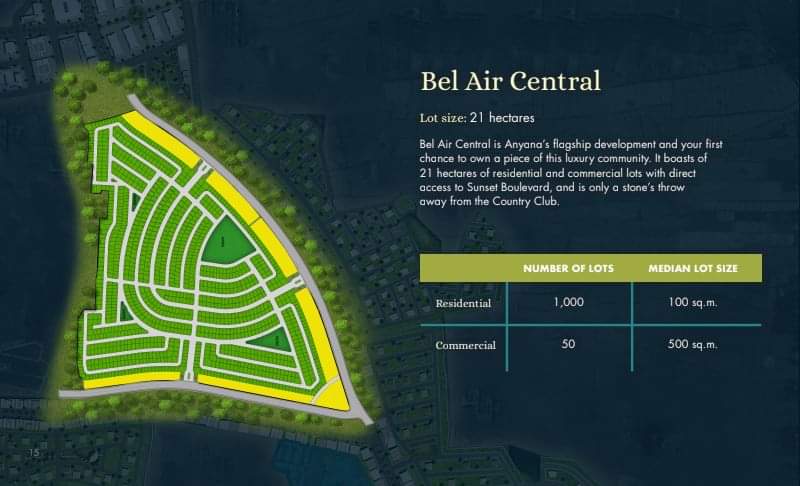 Bel Air Central
Lot size: 21 hectares
Bel Air Central is Anyana's flagship development and your first
chance to own a piece of this luxury community. It boasts of
21 hectares of residential and commercial lots with direct
access to Sunset Boulevard, and is only a stone's throw
away from the Country Club.
NUMBER OF LOTS MEDIAN LOT SIZE
Residential 1,000 100 sq.m.
Commercial 50 500 sq.m.
15